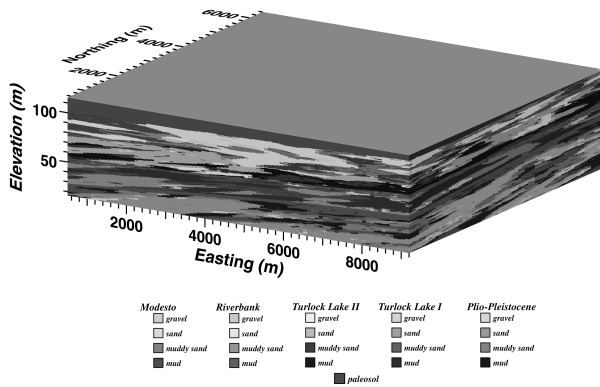 6000
Northing (m)
4000
2000
Elevation (m)
100
50
2000
4000
6000
8000
Easting (m)
Modesto Riverbank Turlock Lake II Turlock Lake I Plio-Pleistocene
gravel gravel gravel gravel gravel
sand sand sand sand sand
muddy sand muddy sand muddy sand muddy sand muddy sand
mud mud mud mud mud
paleosol